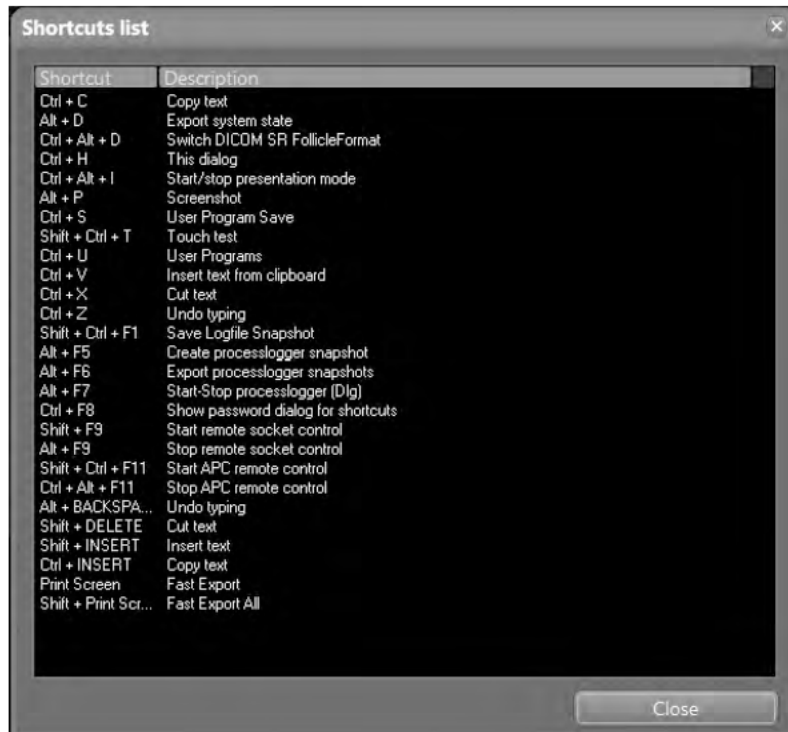 Shortcuts list
Shortcut Description
Ctrl + C Copy text
Alt + D Export system state
Ctrl + Alt + D Switch DICOM SR FollicleFormat
Ctrl + H This dialog
Ctrl + Alt + I Start/stop presentation mode
Alt + P Screenshot
Ctrl + S User Program Save
Shift + Ctrl + T Touch test
Ctrl + U User Programs
Ctrl + V Insert text from clipboard
Ctrl + X Cut text
Ctrl + Z Undo typing
Shift + Ctrl + F1 Save Logfile Snapshot
Alt + F5 Create processlogger snapshot
Alt + F6 Export processlogger snapshots
Alt + F7 Start-Stop processlogger (Dlg)
Ctrl + F8 Show password dialog for shortcuts
Shift + F9 Start remote socket control
Alt + F9 Stop remote socket control
Shift + Ctrl + F11 Start APC remote control
Ctrl + Alt + F11 Stop APC remote control
Alt + BACKSPA... Undo typing
Shift + DELETE Cut text
Shift + INSERT Insert text
Ctrl + INSERT Copy text
Print Screen Fast Export
Shift + Print Scr... Fast Export All
Close